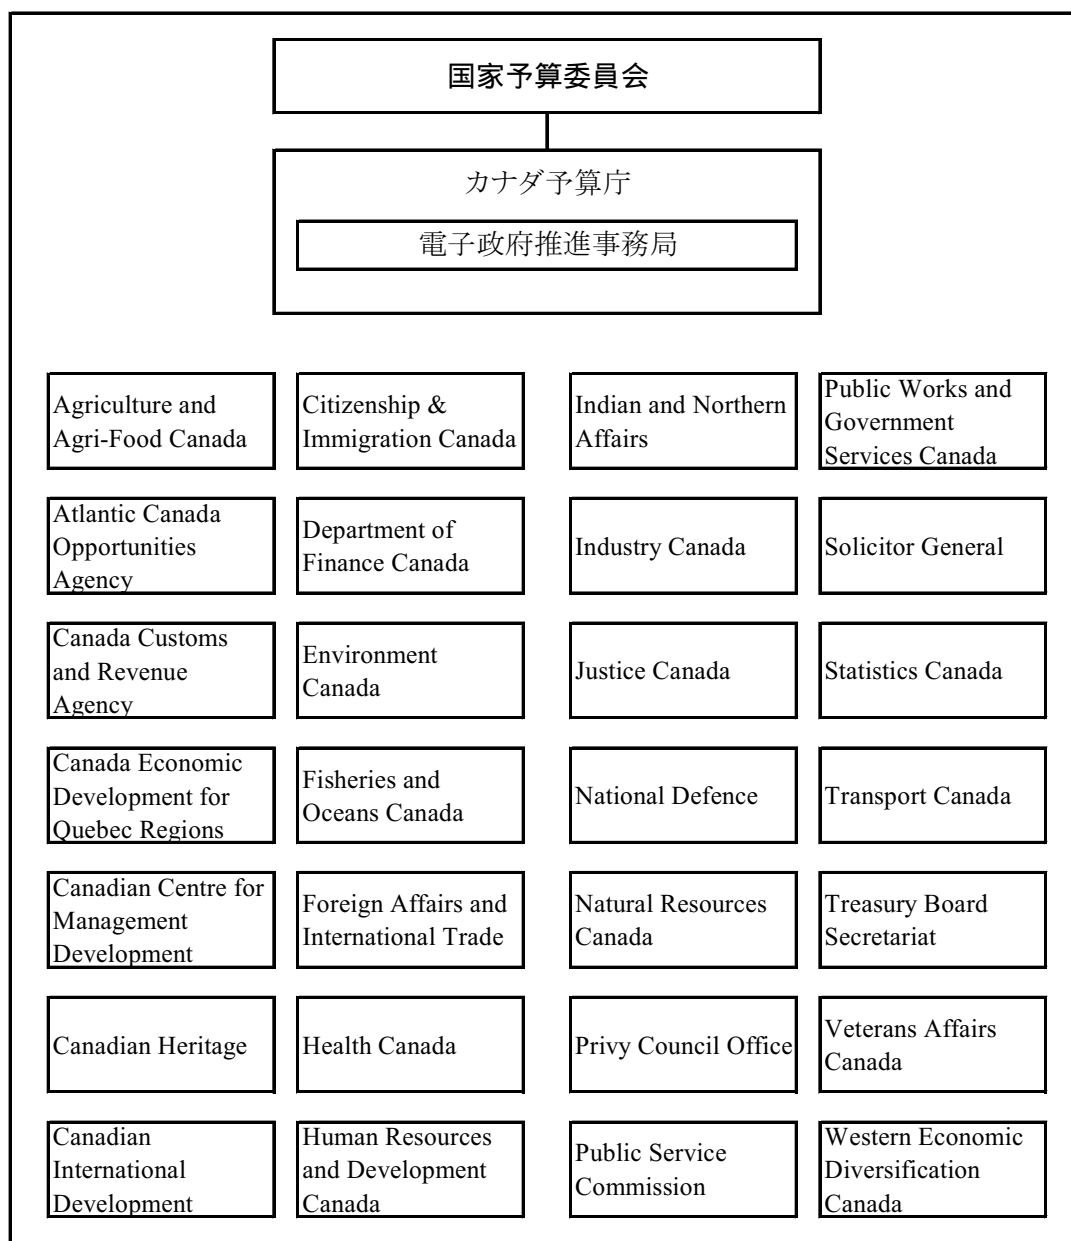 国家予算委員会
カナダ予算庁
電子政府推進事務局
Agriculture and
Agri-Food Canada
Citizenship &
Immigration Canada
Indian and Northern
Affairs
Public Works and
Government
Services Canada
Atlantic Canada
Opportunities
Agency
Department of
Finance Canada
Industry Canada
Solicitor General
Canada Customs
and Revenue
Agency
Environment
Canada
Justice Canada
Statistics Canada
Canada Economic
Development for
Quebec Regions
Fisheries and
Oceans Canada
National Defence
Transport Canada
Canadian Centre for
Management
Development
Foreign Affairs and
International Trade
Natural Resources
Canada
Treasury Board
Secretariat
Canadian Heritage
Health Canada
Privy Council Office
Veterans Affairs
Canada
Canadian
International
Development
Human Resources
and Development
Canada
Public Service
Commission
Western Economic
Diversification
Canada